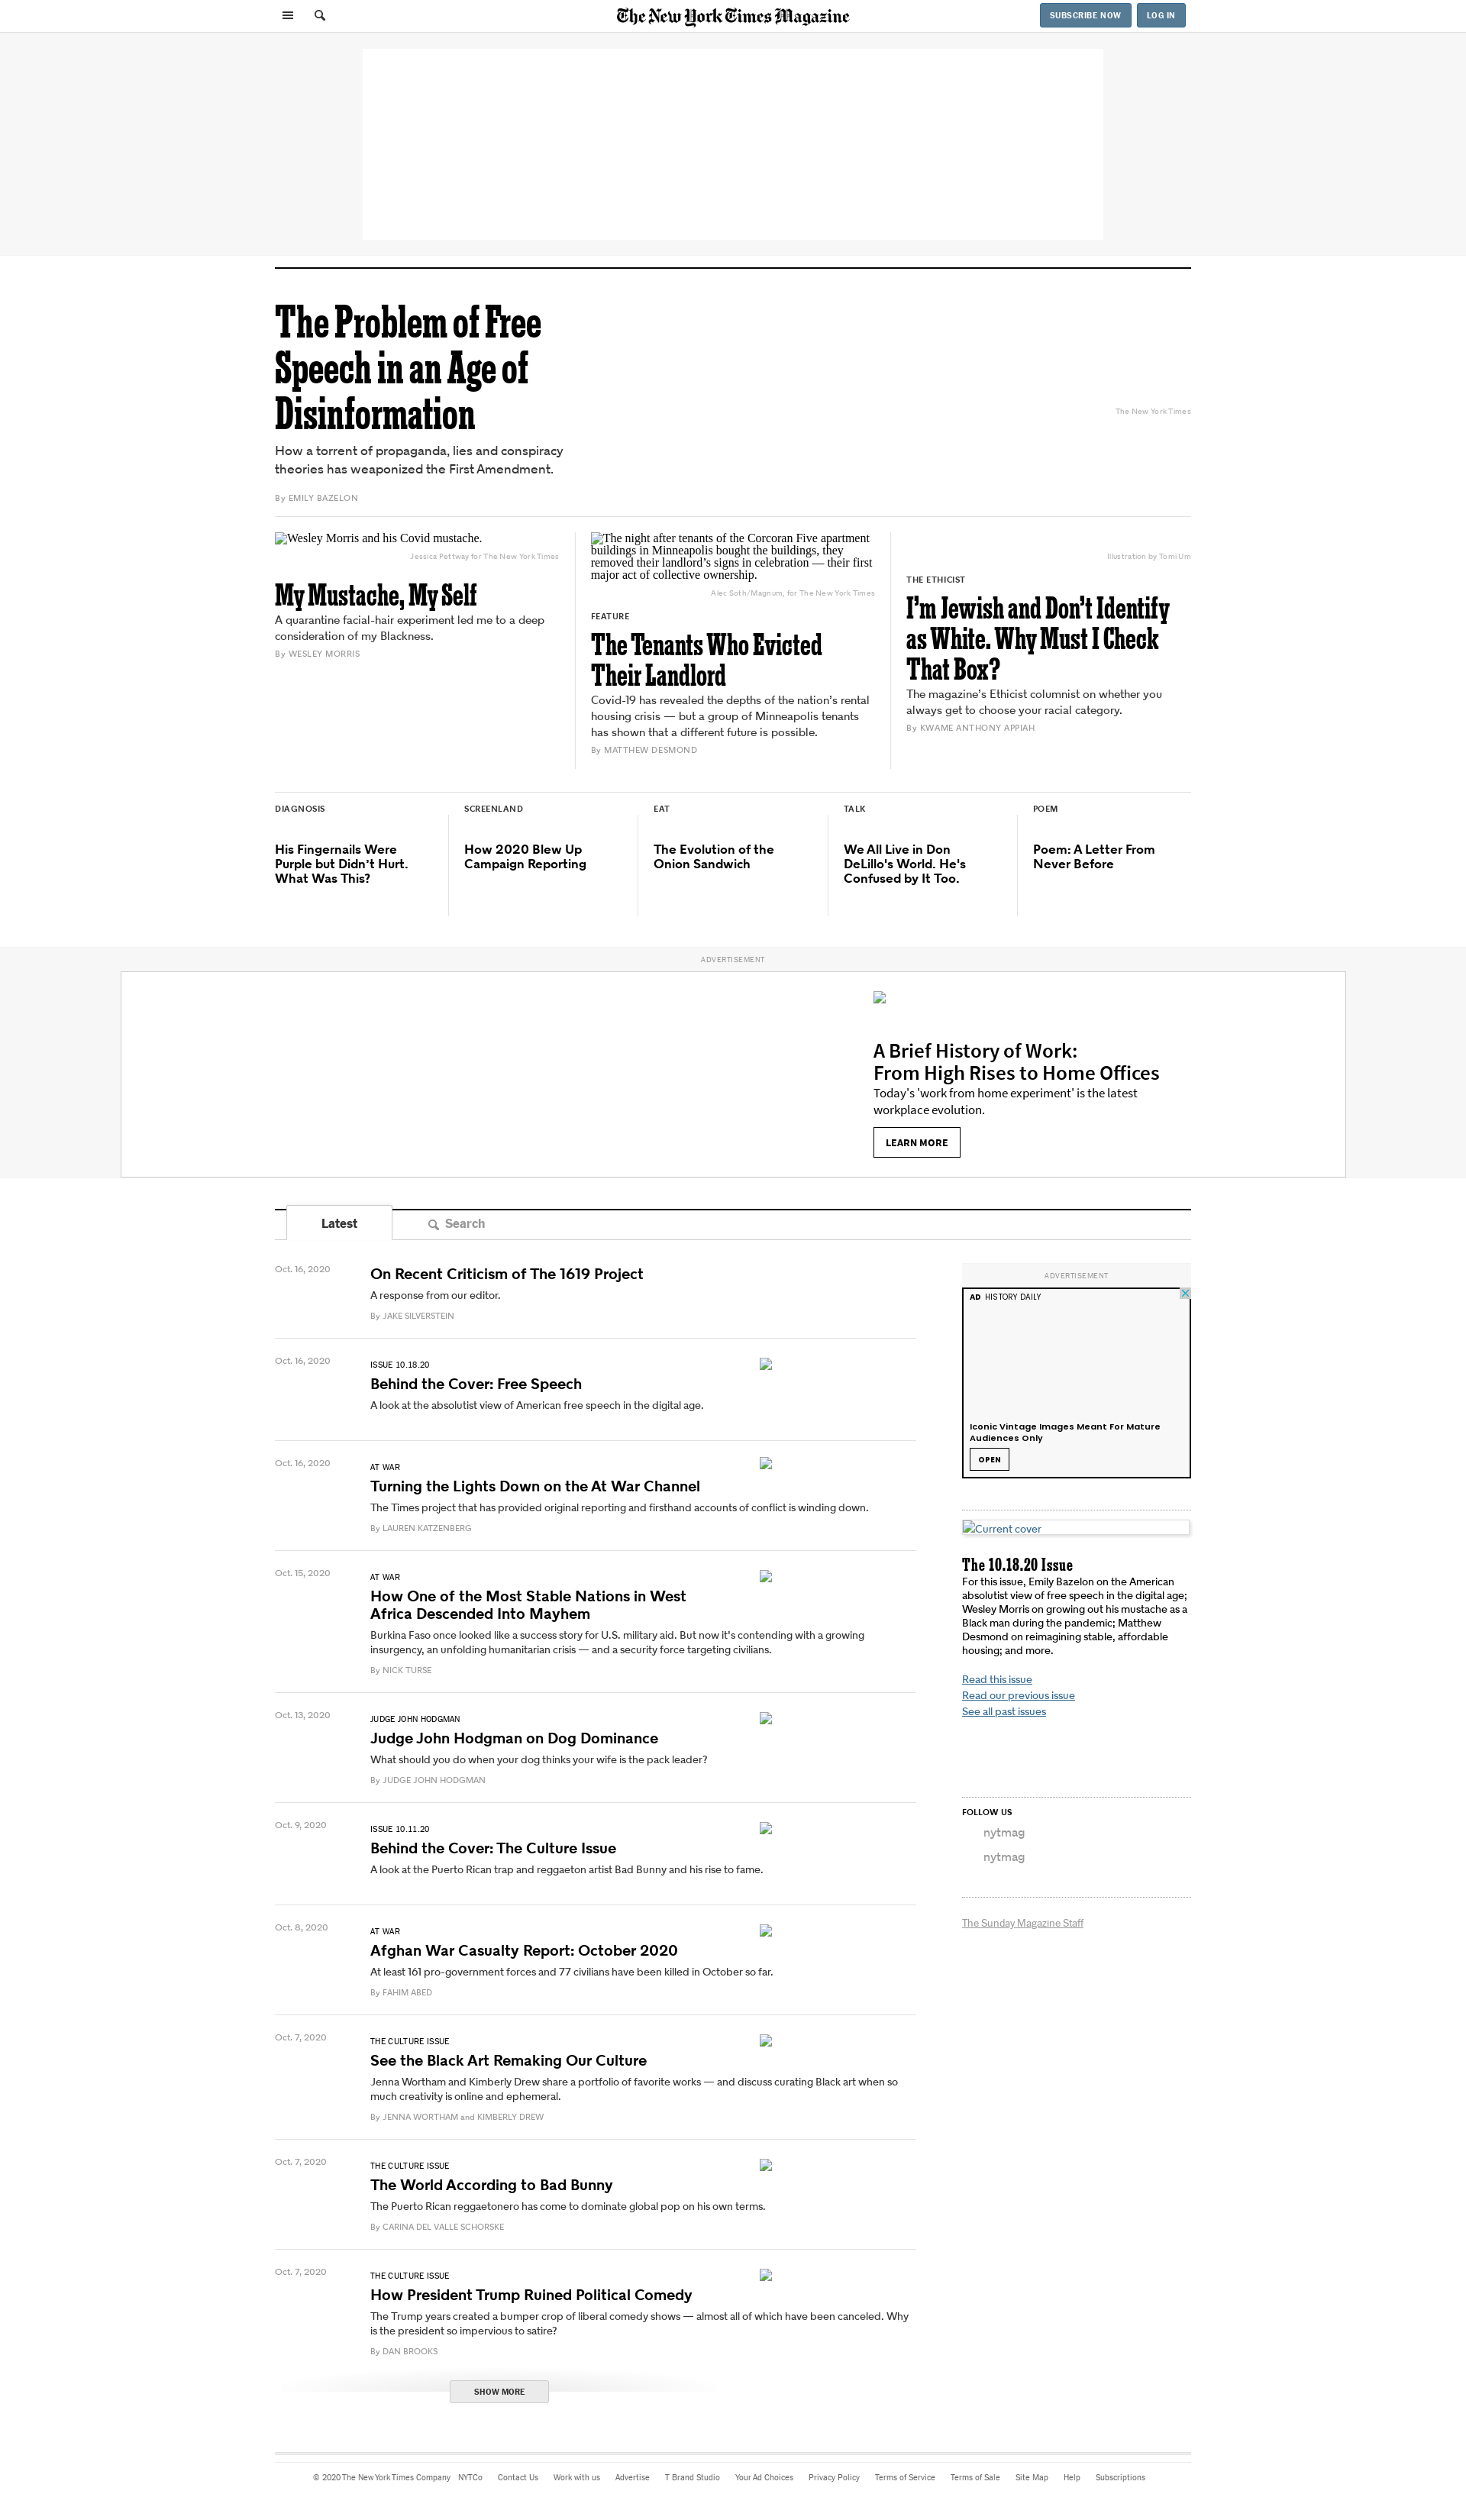 The New York Times Magazine
SUBSCRIBE NOW
LOG IN
The Problem of Free
Speech in an Age of
Disinformation
The New York Times
How a torrent of propaganda, lies and conspiracy
theories has weaponized the First Amendment.
By EMILY BAZELON
Wesley Morris and his Covid mustache.
Jessica Pettway for The New York Times
My Mustache, My Self
A quarantine facial-hair experiment led me to a deep
consideration of my Blackness.
By WESLEY MORRIS
The night after tenants of the Corcoran Five apartment
buildings in Minneapolis bought the buildings, they
removed their landlord’s signs in celebration — their first
major act of collective ownership.
Alec Soth/Magnum, for The New York Times
FEATURE
The Tenants Who Evicted
Their Landlord
Covid-19 has revealed the depths of the nation’s rental
housing crisis — but a group of Minneapolis tenants
has shown that a different future is possible.
By MATTHEW DESMOND
Illustration by Tomi Um
THE ETHICIST
I’m Jewish and Don’t Identify
as White. Why Must I Check
That Box?
The magazine’s Ethicist columnist on whether you
always get to choose your racial category.
By KWAME ANTHONY APPIAH
DIAGNOSIS
His Fingernails Were
Purple but Didn’t Hurt.
What Was This?
SCREENLAND
How 2020 Blew Up
Campaign Reporting
EAT
The Evolution of the
Onion Sandwich
TALK
We All Live in Don
DeLillo's World. He's
Confused by It Too.
POEM
Poem: A Letter From
Never Before
ADVERTISEMENT
A Brief History of Work:
From High Rises to Home Offices
Today's 'work from home experiment' is the latest
workplace evolution.
LEARN MORE
Latest
Search
Oct. 16, 2020
On Recent Criticism of The 1619 Project
A response from our editor.
By JAKE SILVERSTEIN
Oct. 16, 2020
ISSUE 10.18.20
Behind the Cover: Free Speech
A look at the absolutist view of American free speech in the digital age.
Oct. 16, 2020
AT WAR
Turning the Lights Down on the At War Channel
The Times project that has provided original reporting and firsthand accounts of conflict is winding down.
By LAUREN KATZENBERG
Oct. 15, 2020
AT WAR
How One of the Most Stable Nations in West
Africa Descended Into Mayhem
Burkina Faso once looked like a success story for U.S. military aid. But now it’s contending with a growing
insurgency, an unfolding humanitarian crisis — and a security force targeting civilians.
By NICK TURSE
Oct. 13, 2020
JUDGE JOHN HODGMAN
Judge John Hodgman on Dog Dominance
What should you do when your dog thinks your wife is the pack leader?
By JUDGE JOHN HODGMAN
Oct. 9, 2020
ISSUE 10.11.20
Behind the Cover: The Culture Issue
A look at the Puerto Rican trap and reggaeton artist Bad Bunny and his rise to fame.
Oct. 8, 2020
AT WAR
Afghan War Casualty Report: October 2020
At least 161 pro-government forces and 77 civilians have been killed in October so far.
By FAHIM ABED
Oct. 7, 2020
THE CULTURE ISSUE
See the Black Art Remaking Our Culture
Jenna Wortham and Kimberly Drew share a portfolio of favorite works — and discuss curating Black art when so
much creativity is online and ephemeral.
By JENNA WORTHAM and KIMBERLY DREW
Oct. 7, 2020
THE CULTURE ISSUE
The World According to Bad Bunny
The Puerto Rican reggaetonero has come to dominate global pop on his own terms.
By CARINA DEL VALLE SCHORSKE
Oct. 7, 2020
THE CULTURE ISSUE
How President Trump Ruined Political Comedy
The Trump years created a bumper crop of liberal comedy shows — almost all of which have been canceled. Why
is the president so impervious to satire?
By DAN BROOKS
SHOW MORE
ADVERTISEMENT
AD HISTORY DAILY
Iconic Vintage Images Meant For Mature
Audiences Only
OPEN
Current cover
The 10.18.20 Issue
For this issue, Emily Bazelon on the American
absolutist view of free speech in the digital age;
Wesley Morris on growing out his mustache as a
Black man during the pandemic; Matthew
Desmond on reimagining stable, affordable
housing; and more.
Read this issue
Read our previous issue
See all past issues
FOLLOW US
nytmag
nytmag
The Sunday Magazine Staff
© 2020 The New York Times Company NYTCo Contact Us Work with us Advertise T Brand Studio Your Ad Choices Privacy Policy Terms of Service Terms of Sale Site Map Help Subscriptions